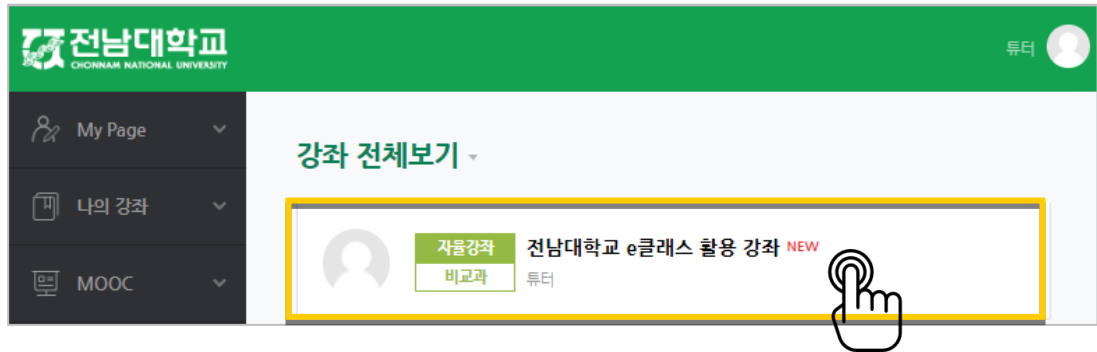 전남대학교
CHONNAM NATIONAL UNIVERSITY
튜터
My Page
나의 강좌
MOOC
강좌 전체보기
자율강좌
비교과
전남대학교 e클래스 활용 강좌 NEW
튜터